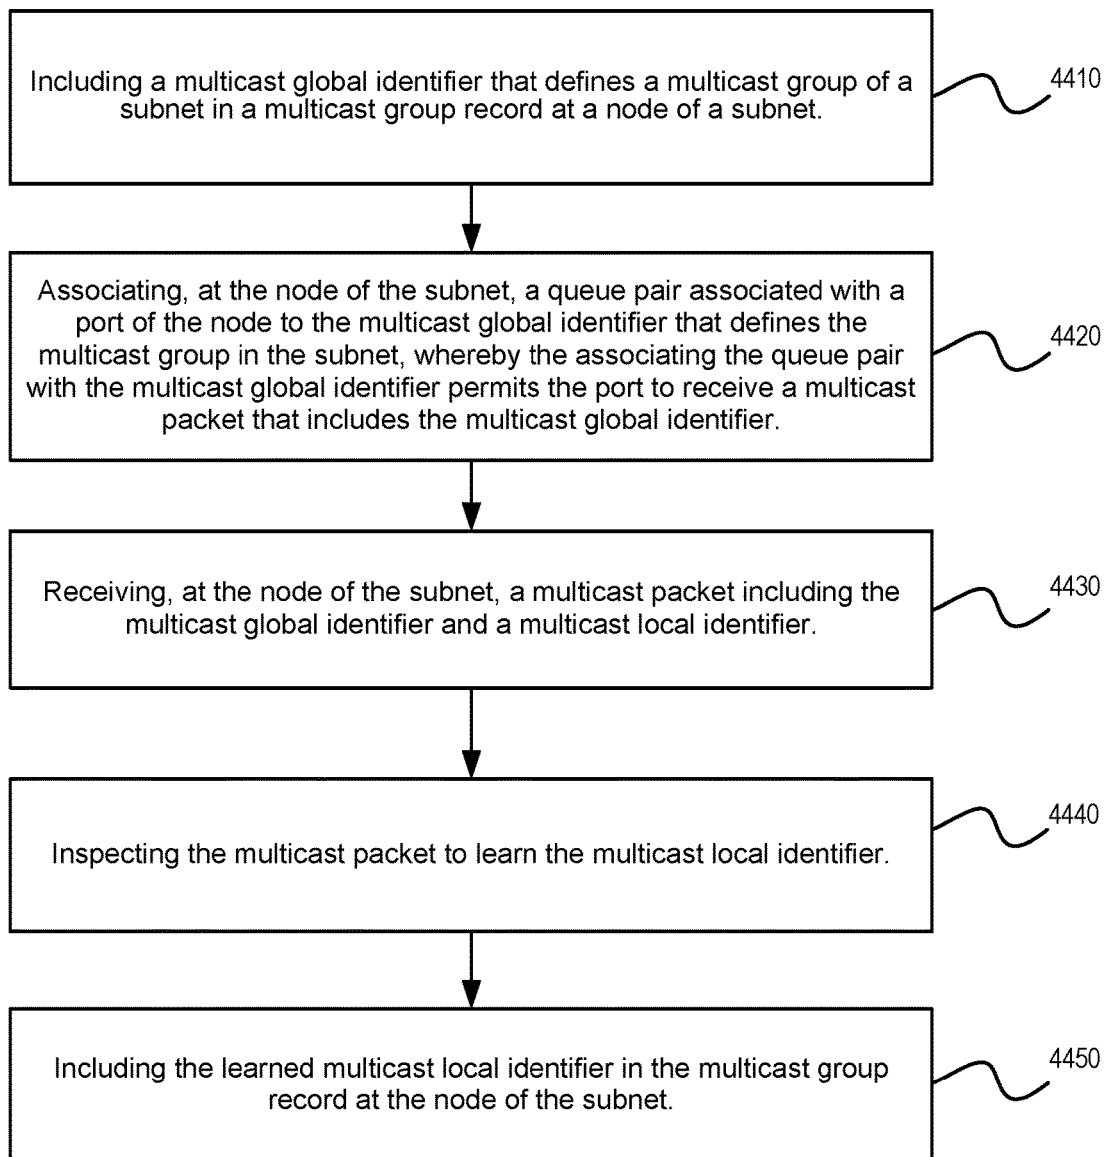 Including a multicast global identifier that defines a multicast group of a
subnet in a multicast group record at a node of a subnet.
4410
Associating, at the node of the subnet, a queue pair associated with a
port of the node to the multicast global identifier that defines the
multicast group in the subnet, whereby the associating the queue pair
with the multicast global identifier permits the port to receive a multicast
packet that includes the multicast global identifier.
4420
Receiving, at the node of the subnet, a multicast packet including the
multicast global identifier and a multicast local identifier.
4430
Inspecting the multicast packet to learn the multicast local identifier.
4440
Including the learned multicast local identifier in the multicast group
record at the node of the subnet.
4450